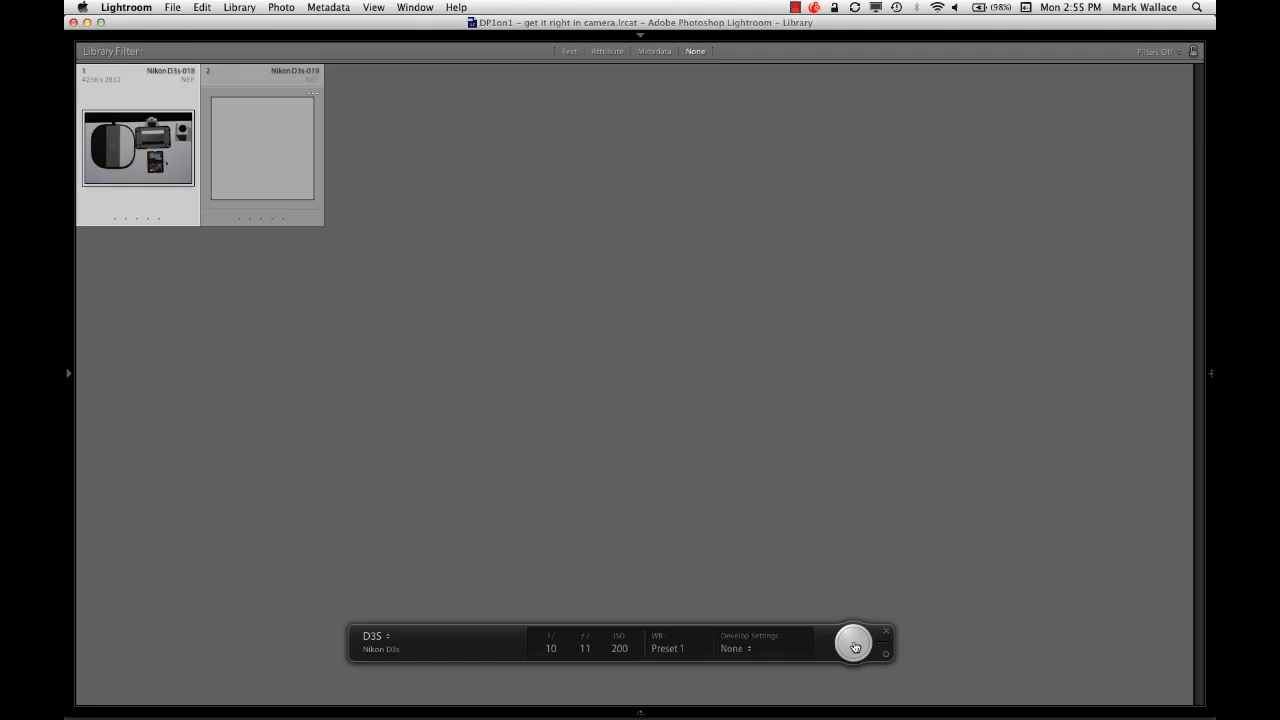 Lightroom File Edit Library Photo Metadata View Window Help (98%) Mon 2:55 PM Mark Wallace
DP1on1 - get it right in camera.lrcat - Adobe Photoshop Lightroom - Library
Library Filter: Text Attribute Metadata None Filters Off
1 Nikon D3s-018 2 Nikon D3s-019
4256 x 2832 NEF NEF
D3S 1/ f/ ISO WB: Develop Settings:
Nikon D3s 10 11 200 Preset 1 None